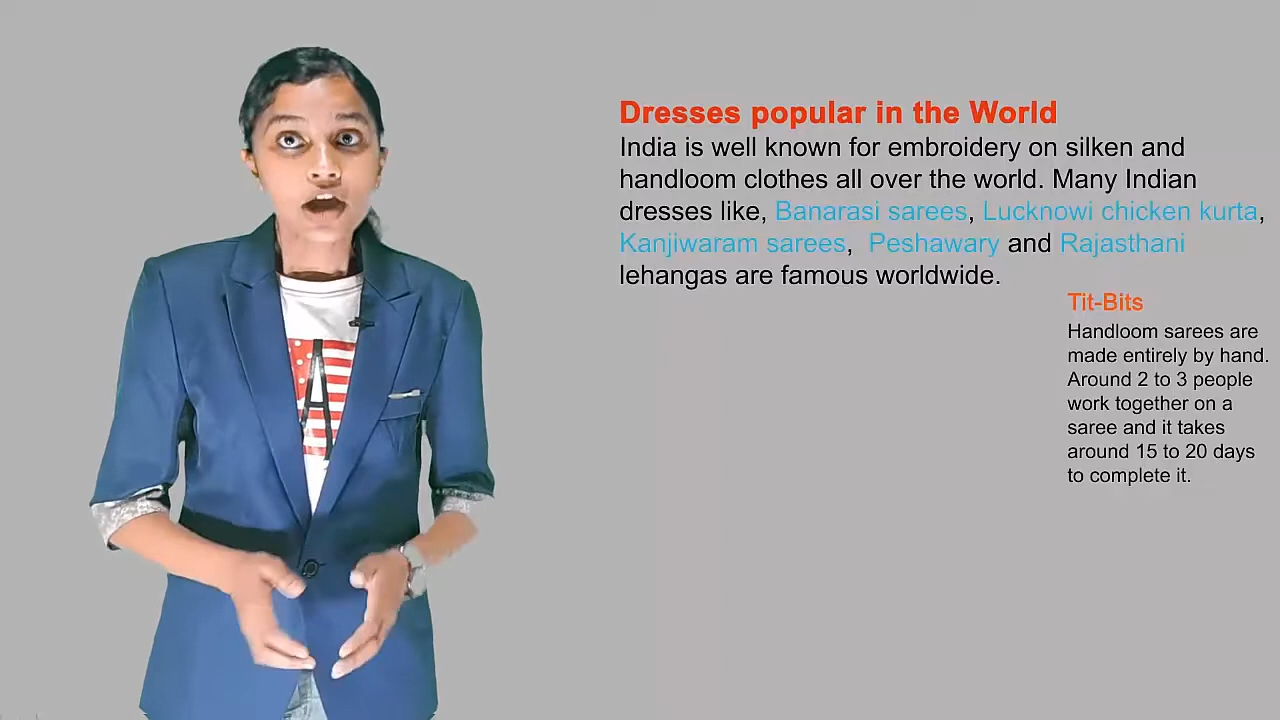 Dresses popular in the World
India is well known for embroidery on silken and
handloom clothes all over the world. Many Indian
dresses like, Banarasi sarees, Lucknowi chicken kurta,
Kanjiwaram sarees,  Peshawary and Rajasthani
lehangas are famous worldwide.
Tit-Bits
Handloom sarees are
made entirely by hand.
Around 2 to 3 people
work together on a
saree and it takes
around 15 to 20 days
to complete it.
A